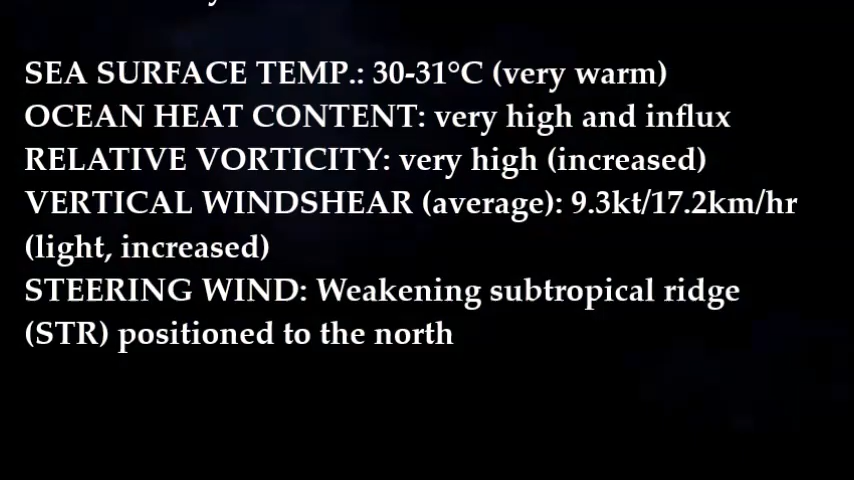 SEA SURFACE TEMP.: 30-31°C (very warm)
OCEAN HEAT CONTENT: very high and influx
RELATIVE VORTICITY: very high (increased)
VERTICAL WINDSHEAR (average): 9.3kt/17.2km/hr
(light, increased)
STEERING WIND: Weakening subtropical ridge
(STR) positioned to the north